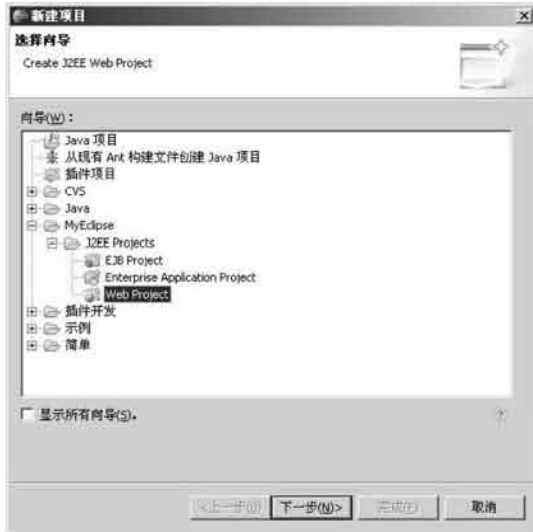 新建项目
选择向导
Create J2EE Web Project
向导(W)：
Java 项目
从现有 Ant 构建文件创建 Java 项目
插件项目
CVS
Java
MyEclipse
J2EE Projects
EJB Project
Enterprise Application Project
Web Project
插件开发
示例
简单
显示所有向导(S)。
<上一步(B) 下一步(N)> 完成(F) 取消